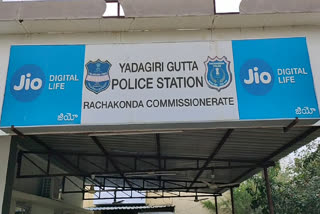 Jio DIGITAL LIFE
జియో
YADAGIRI GUTTA
POLICE STATION
RACHAKONDA COMMISSIONERATE
Jio DIGITAL LIFE
జియో